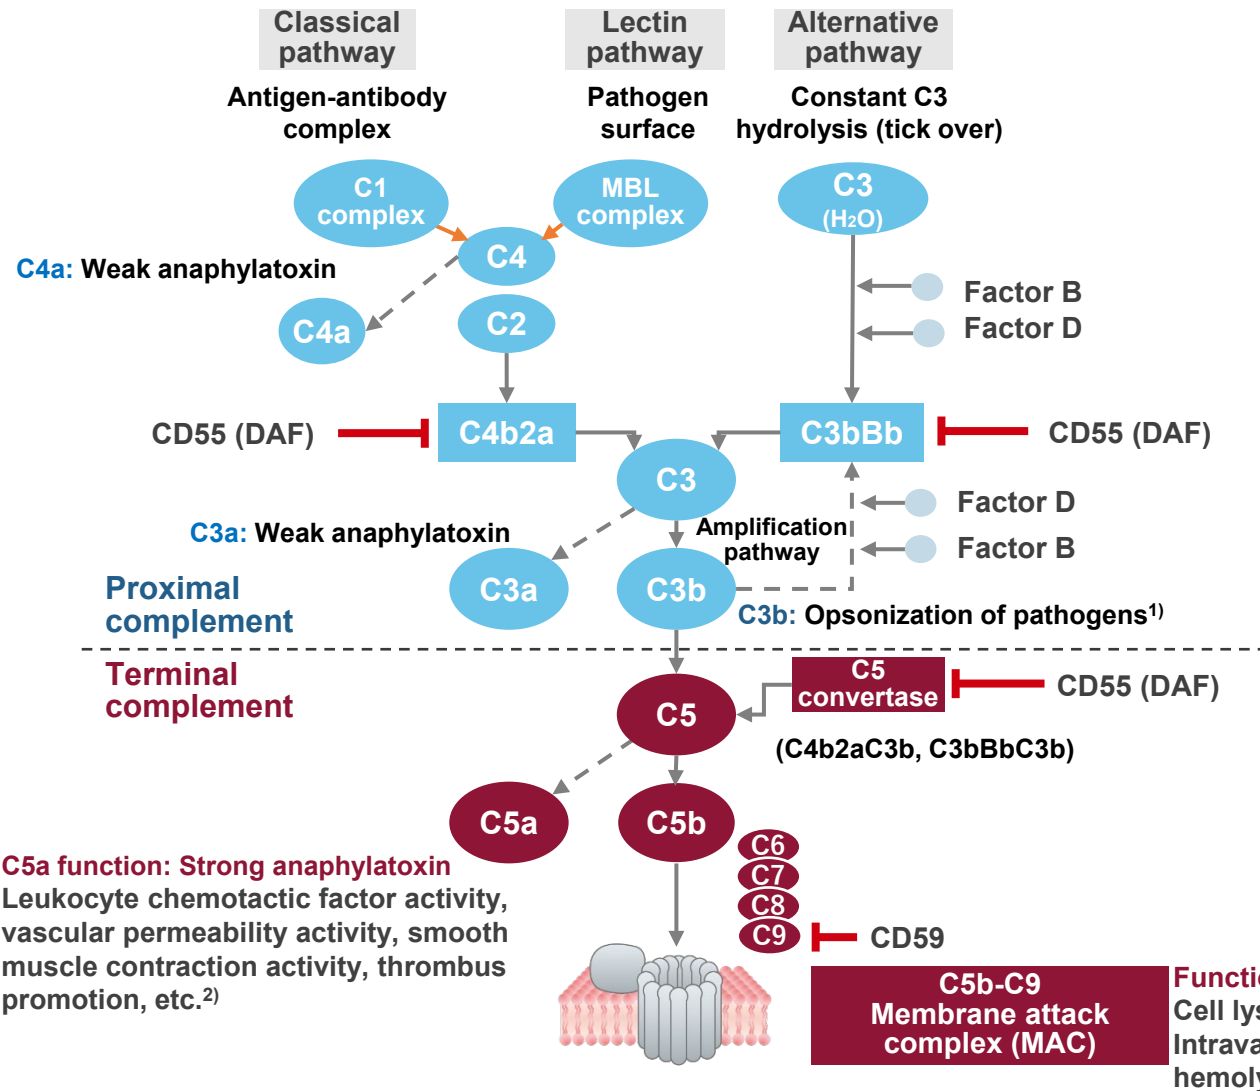 Classical
pathway
Lectin
pathway
Alternative
pathway
Antigen-antibody
complex
Pathogen
surface
Constant C3
hydrolysis (tick over)
C1
complex
MBL
complex
C3
(H₂O)
C4
C4a: Weak anaphylatoxin
C4a
C2
Factor B
Factor D
CD55 (DAF)
C4b2a
C3bBb
CD55 (DAF)
C3
C3a: Weak anaphylatoxin
Amplification
pathway
Factor D
Factor B
C3a
C3b
Proximal
complement
C3b: Opsonization of pathogens¹⁾
Terminal
complement
C5
convertase
CD55 (DAF)
C5
(C4b2aC3b, C3bBbC3b)
C5a
C5b
C6
C7
C8
C9
CD59
C5a function: Strong anaphylatoxin
Leukocyte chemotactic factor activity,
vascular permeability activity, smooth
muscle contraction activity, thrombus
promotion, etc.²⁾
C5b-C9
Membrane attack
complex (MAC)
Cell